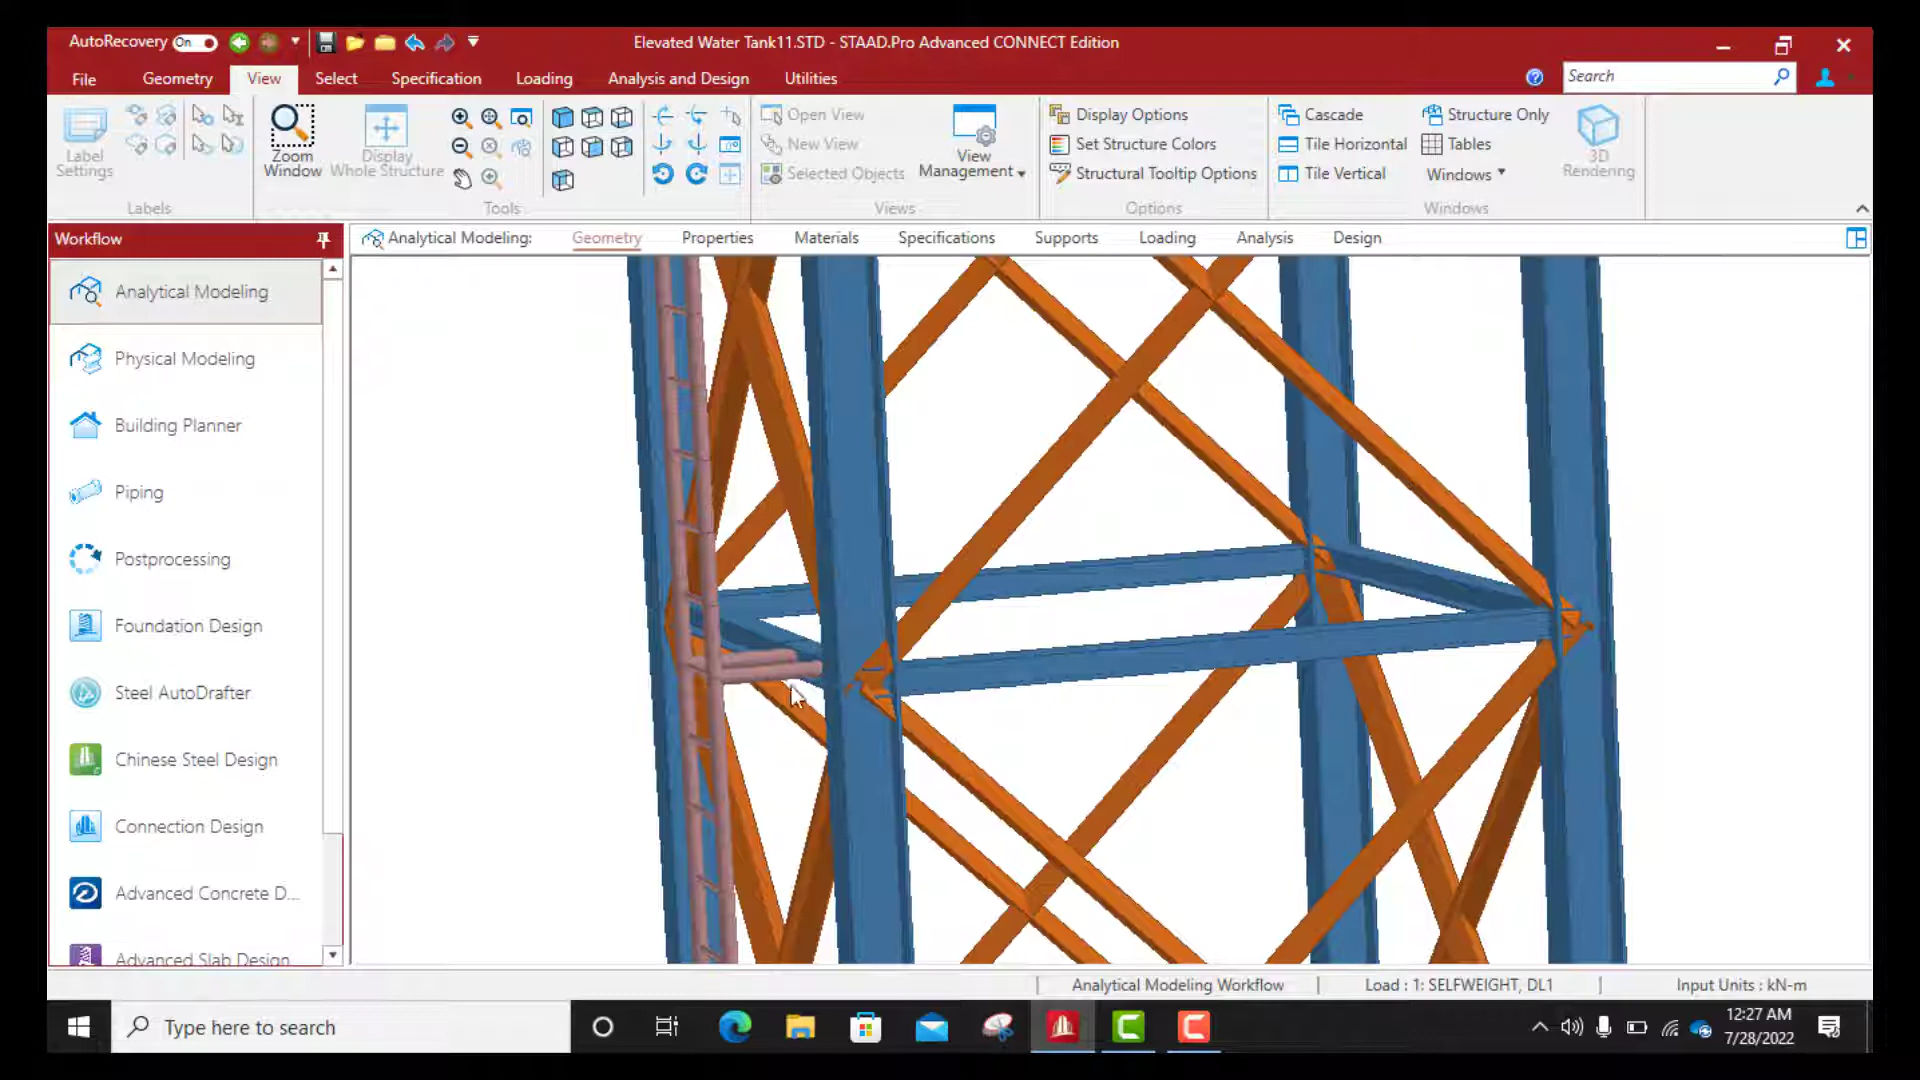 AutoRecovery On
Elevated Water Tank11.STD - STAAD.Pro Advanced CONNECT Edition
File Geometry View Select Specification Loading Analysis and Design Utilities
Search
Label Settings
Labels
Zoom Window
Display Whole Structure
Tools
Open View
New View
Selected Objects
View Management
Views
Display Options
Set Structure Colors
Structural Tooltip Options
Options
Cascade
Tile Horizontal
Tile Vertical
Structure Only
Tables
Windows
Windows
3D Rendering
Workflow
Analytical Modeling: Geometry Properties Materials Specifications Supports Loading Analysis Design
Analytical Modeling
Physical Modeling
Building Planner
Piping
Postprocessing
Foundation Design
Steel AutoDrafter
Chinese Steel Design
Connection Design
Advanced Concrete D...
Advanced Slab Design
Analytical Modeling Workflow
Load : 1: SELFWEIGHT, DL1
Input Units : kN-m
Type here to search
12:27 AM
7/28/2022